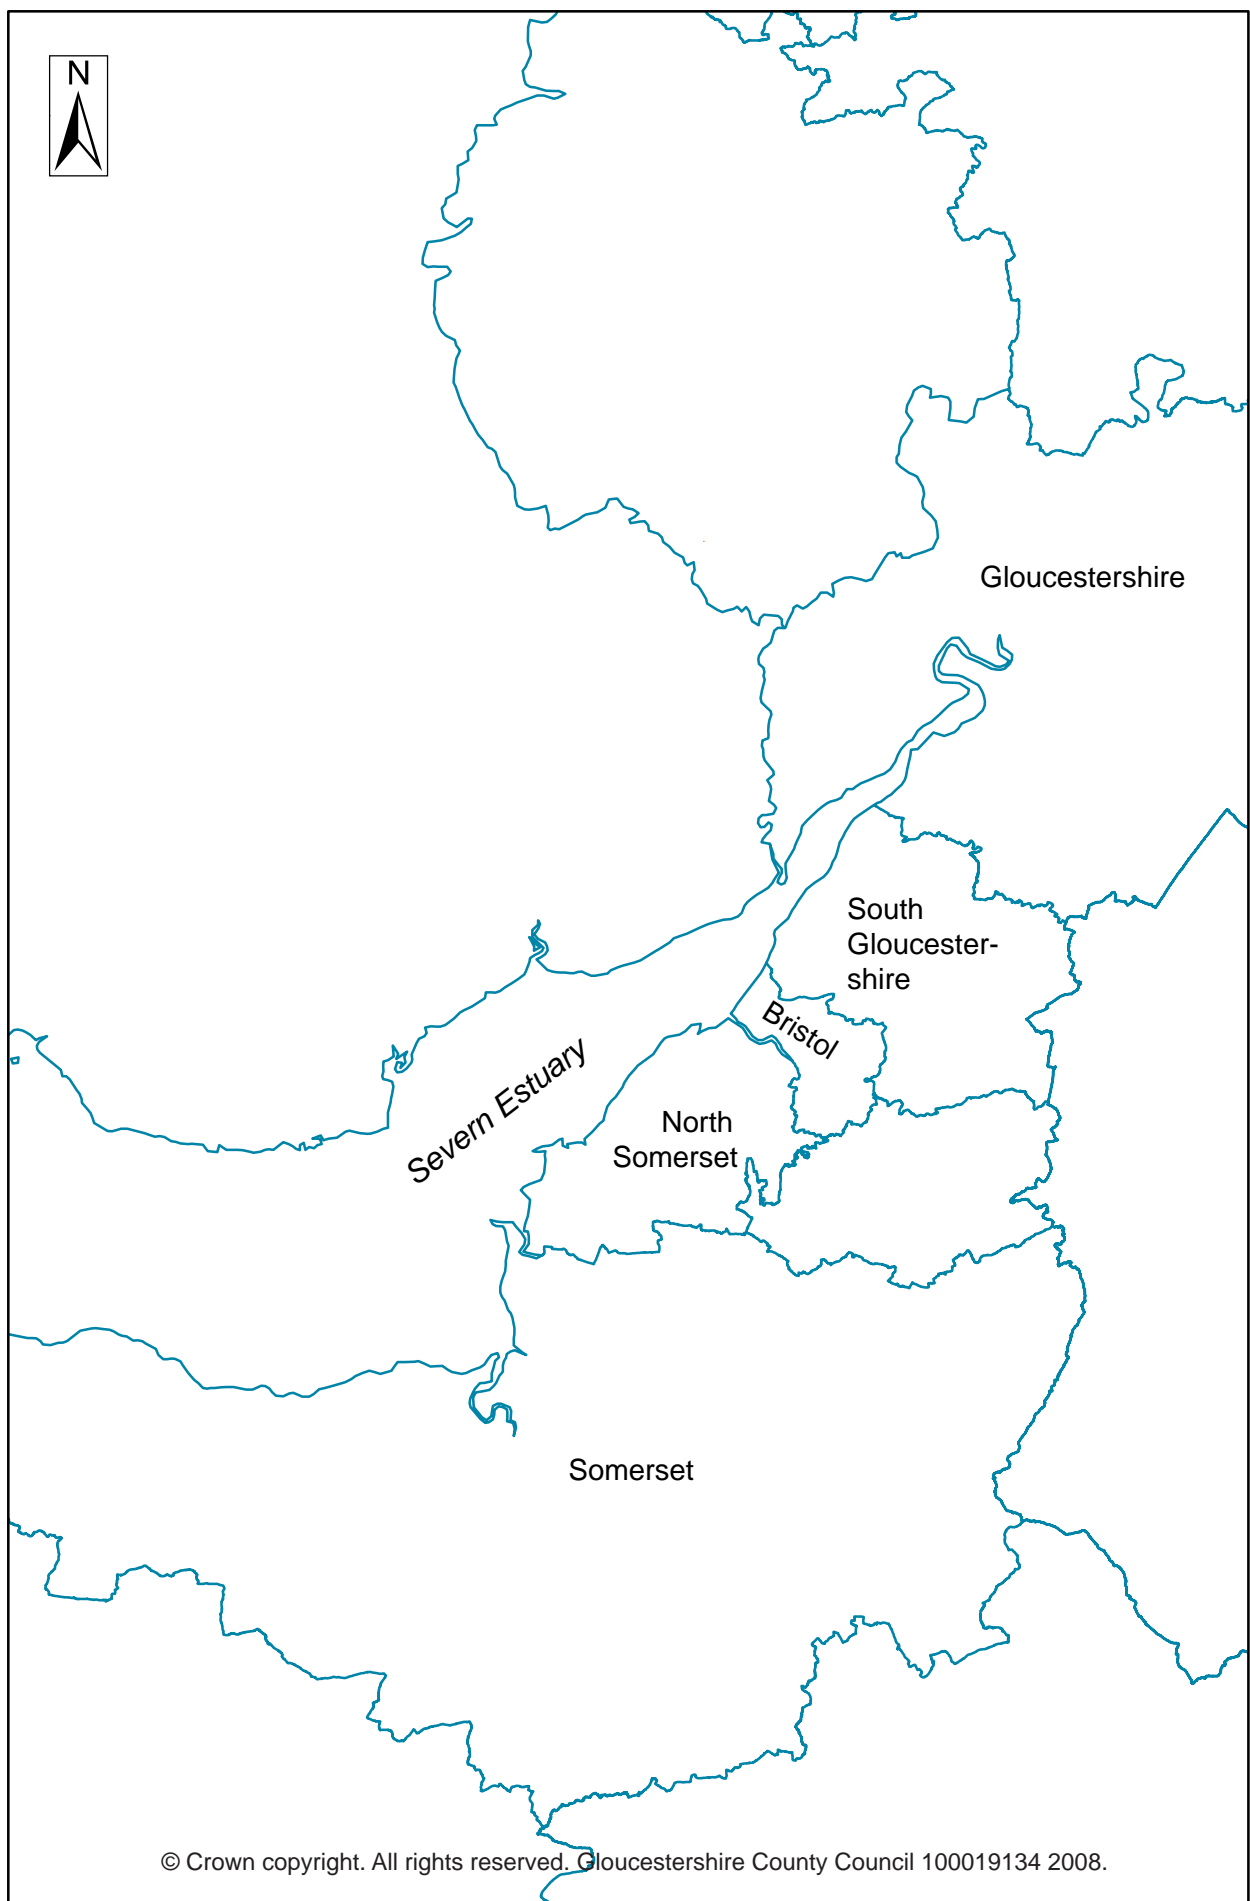 N
Gloucestershire
South
Gloucester-
shire
Bristol
Severn Estuary
North
Somerset
Somerset
© Crown copyright. All rights reserved. Gloucestershire County Council 100019134 2008.